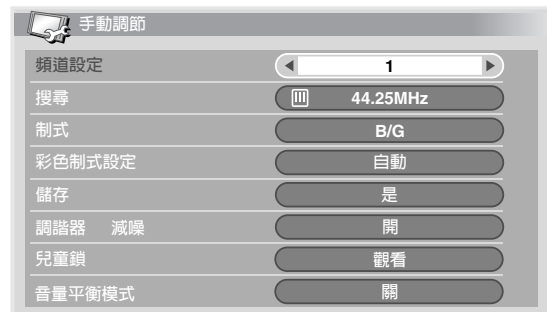 手動調節
頻道設定 1
搜尋 44.25MHz
制式 B/G
彩色制式設定 自動
儲存 是
調諧器 減噪 開
兒童鎖 觀看
音量平衡模式 關